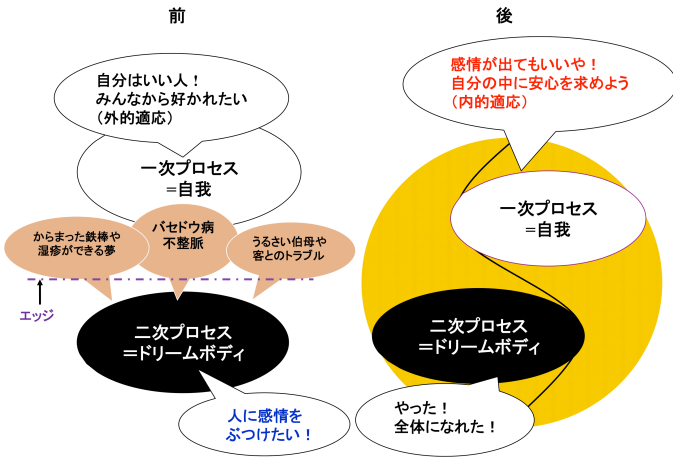 前
自分はいい人！
みんなから好かれたい
（外的適応）
一次プロセス
＝自我
からまった鉄棒や
湿疹ができる夢
バセドウ病
不整脈
うるさい伯母や
客とのトラブル
エッジ
二次プロセス
＝ドリームボディ
人に感情を
ぶつけたい！
後
感情が出てもいいや！
自分の中に安心を求めよう
（内的適応）
一次プロセス
＝自我
二次プロセス
＝ドリームボディ
やった！
全体になれた！